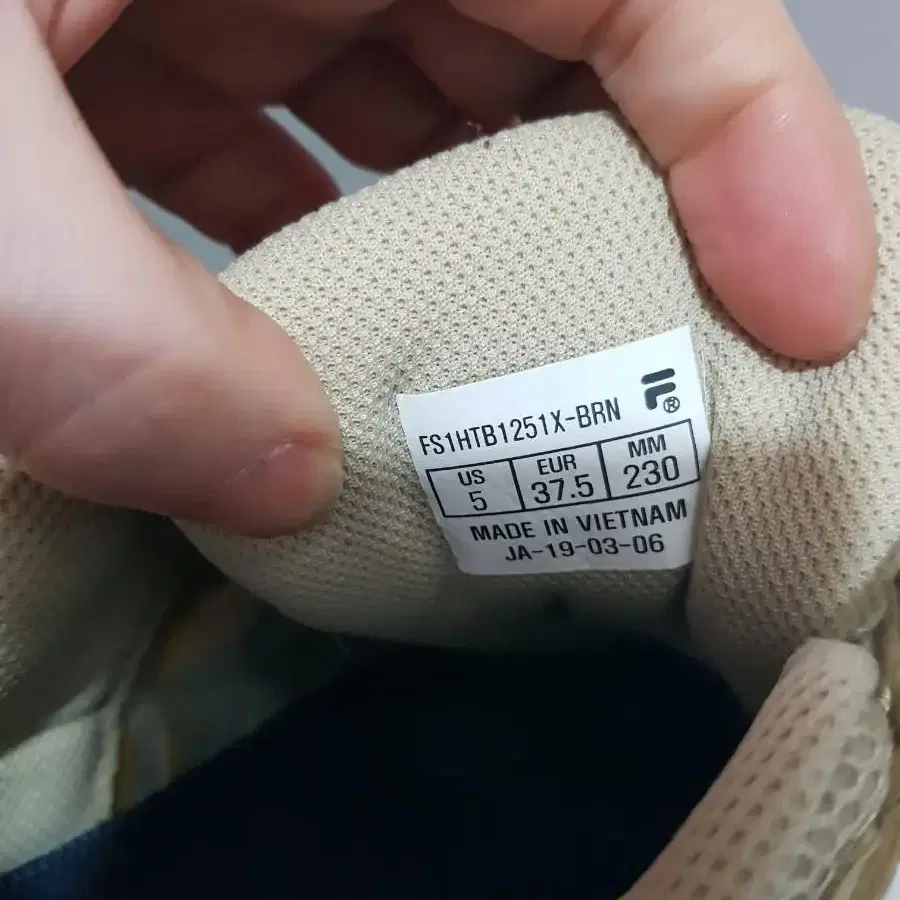 FS1HTB1251X-BRN F®
US EUR MM
5 37.5 230
MADE IN VIETNAM
JA-19-03-06